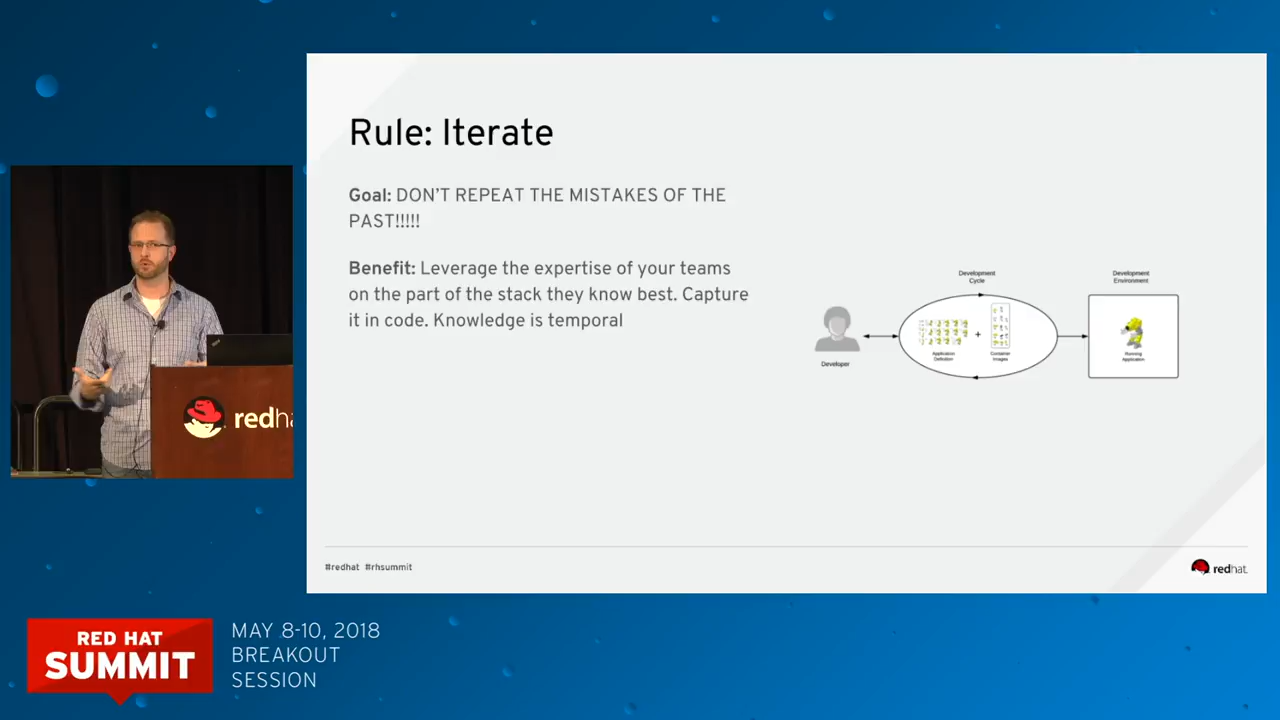 Rule: Iterate
Goal: DON'T REPEAT THE MISTAKES OF THE
PAST!!!!!
Benefit: Leverage the expertise of your teams
on the part of the stack they know best. Capture
it in code. Knowledge is temporal
Development
Cycle
Development
Environment
Application
Definition
+
Container
Images
Running
Application
Developer
redh
#redhat #rhsummit
redhat.
RED HAT
SUMMIT
MAY 8-10, 2018
BREAKOUT
SESSION